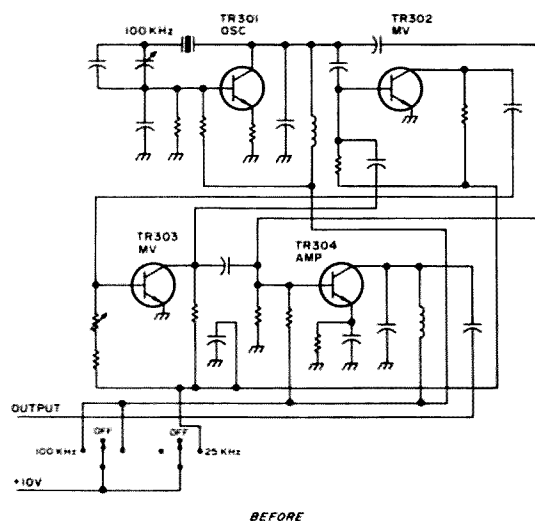 100 KHz
TR301
OSC
TR302
MV
TR303
MV
TR304
AMP
OUTPUT
100 KHz
OFF
OFF
25 KHz
+10V
BEFORE